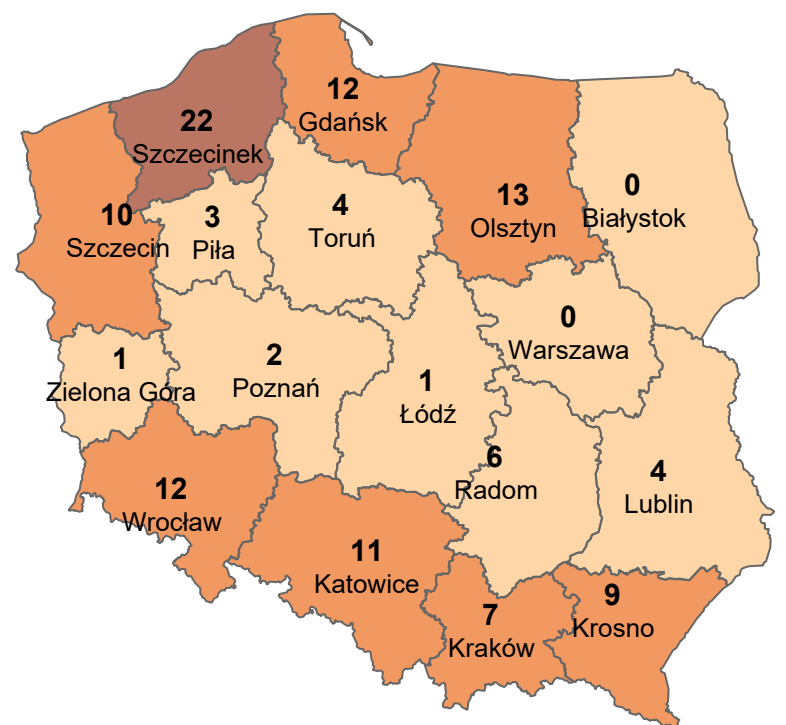 12
Gdańsk
22
Szczecinek
13
Olsztyn
0
Białystok
10
Szczecin
3
Piła
4
Toruń
0
Warszawa
1
Zielona Góra
2
Poznań
1
Łódź
6
Radom
4
Lublin
12
Wrocław
11
Katowice
7
Kraków
9
Krosno